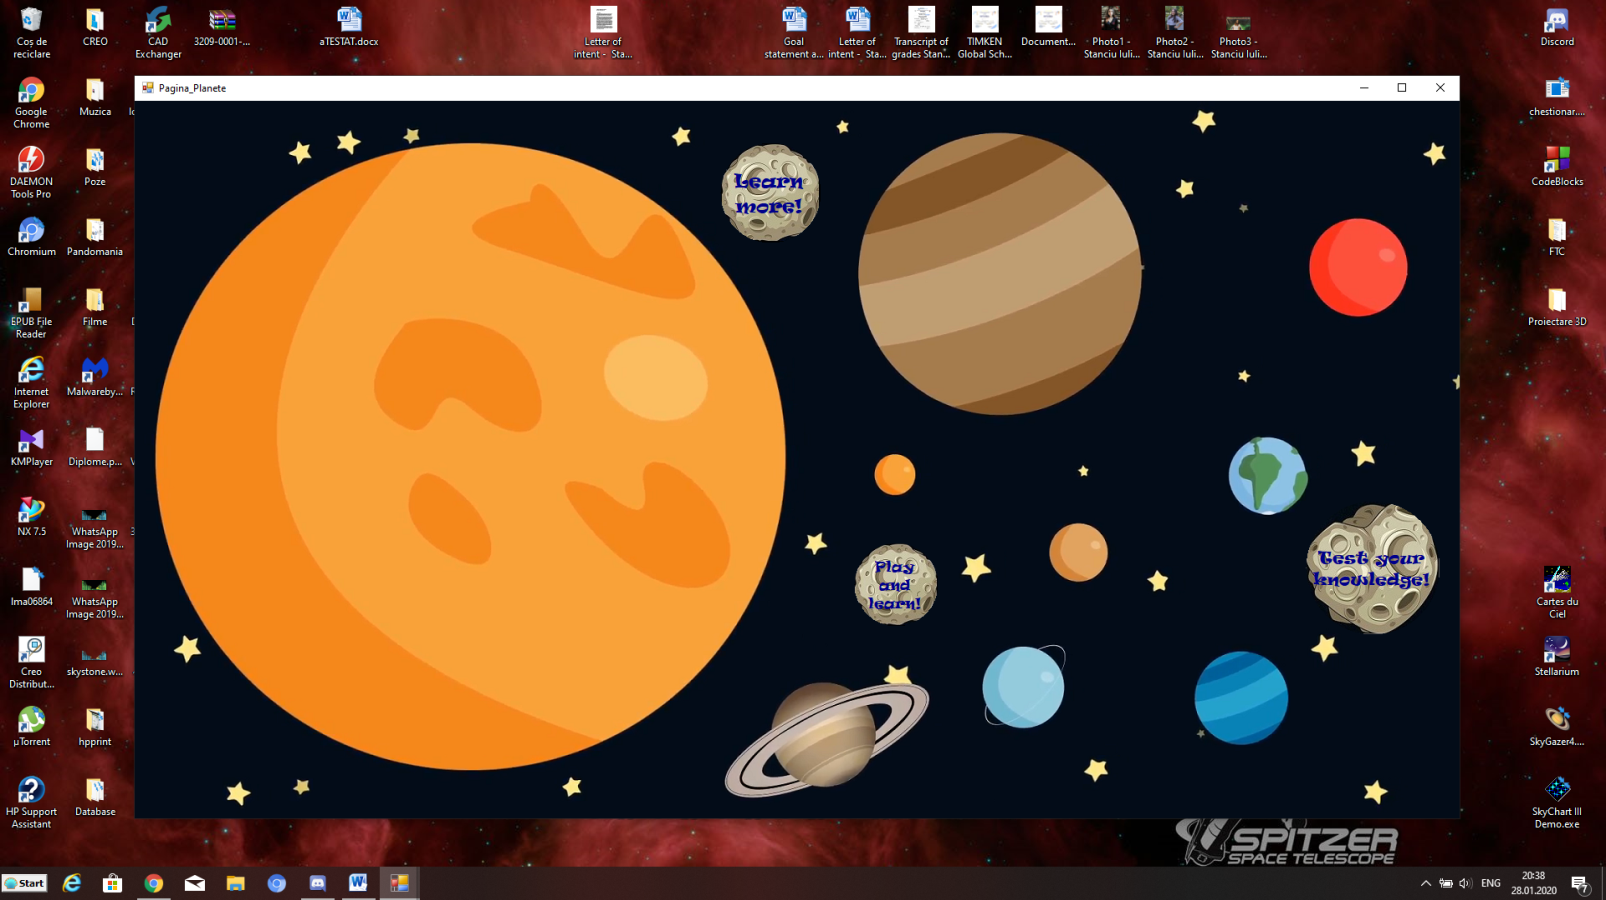 Coș de
reciclare
CREO
CAD
Exchanger
3209-0001-...
aTESTAT.docx
Letter of
intent - Sta...
Goal
statement a...
Letter of
intent - Sta...
Transcript of
grades Stan...
TIMKEN
Global Sch...
Document...
Photo1 -
Stanciu Iuli...
Photo2 -
Stanciu Iuli...
Photo3 -
Stanciu Iuli...
Discord
Pagina_Planete
Google
Chrome
Muzica
chestionar....
DAEMON
Tools Pro
Poze
CodeBlocks
Learn
more!
Chromium
Pandomania
FTC
EPUB File
Reader
Filme
Proiectare 3D
Internet
Explorer
Malwareby...
KMPlayer
Diplome.p...
NX 7.5
WhatsApp
Image 2019...
Play
and
learn!
Test your
knowledge!
Ima06864
WhatsApp
Image 2019...
Cartes du
Ciel
Creo
Distribut...
skystone.w...
Stellarium
µTorrent
hpprint
SkyGazer4....
HP Support
Assistant
Database
SkyChart III
Demo.exe
SPITZER
SPACE TELESCOPE
Start
ENG
20:38
28.01.2020
7